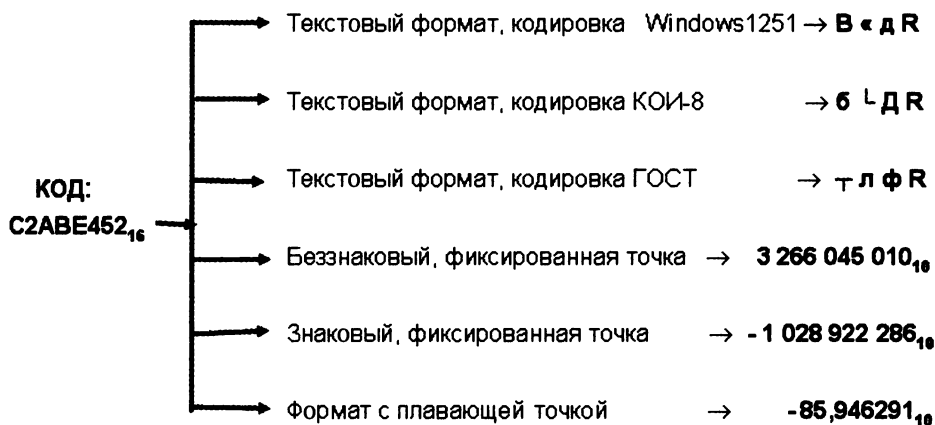 Текстовый формат, кодировка Windows1251 → В « д R
Текстовый формат, кодировка КОИ-8 → б └ Д R
Текстовый формат, кодировка ГОСТ → ┬ л ф R
КОД:
C2ABE452₁₆
Беззнаковый, фиксированная точка → 3 266 045 010₁₀
Знаковый, фиксированная точка → - 1 028 922 286₁₀
Формат с плавающей точкой → -85,946291₁₀